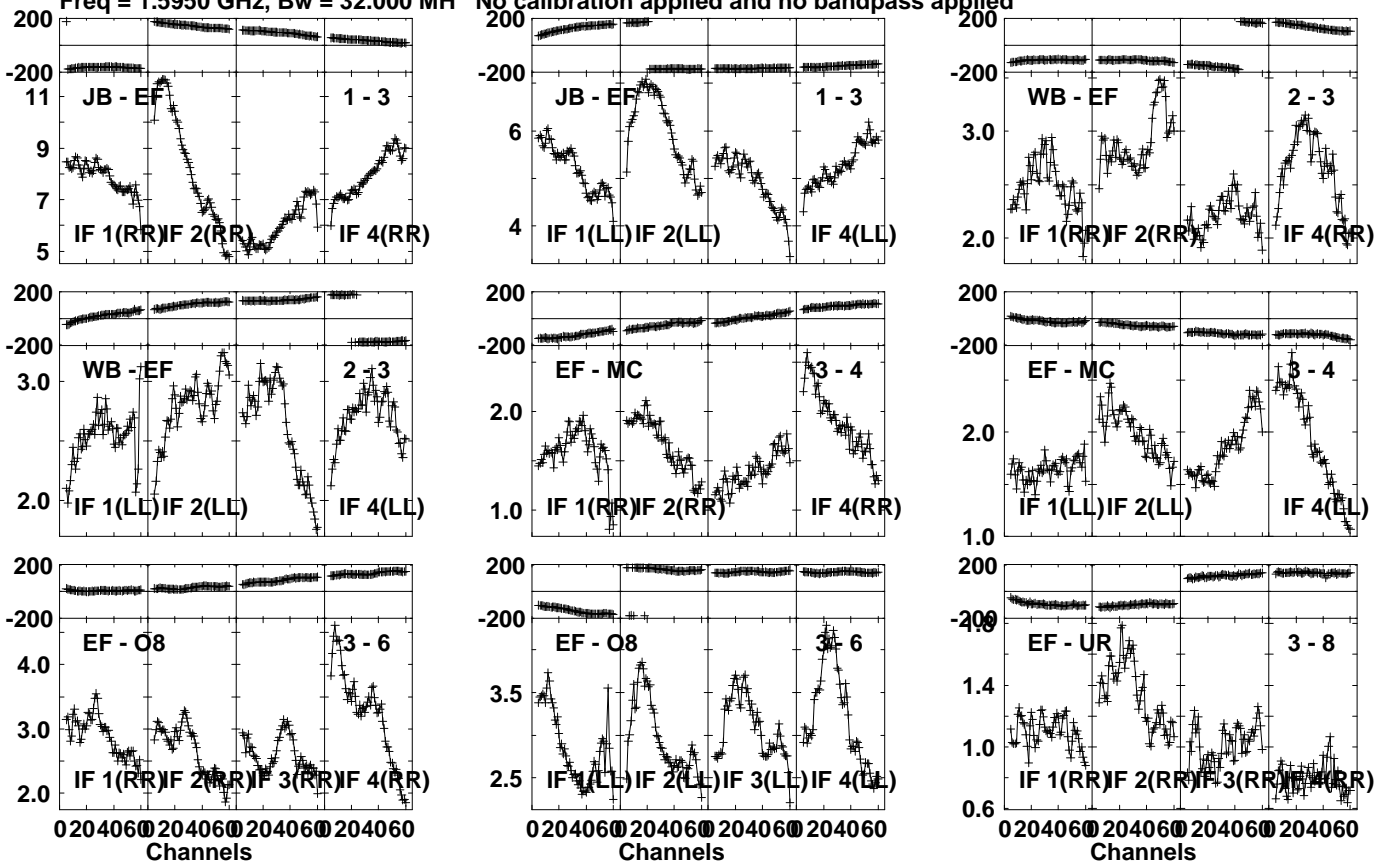 Freq = 1.5950 GHz, Bw = 32.000 MH No calibration applied and no bandpass applied
200
-200
11
9
7
5
JB - EF
1 - 3
IF 1(RR)
IF 2(RR)
IF 4(RR)
200
-200
6
4
JB - EF
1 - 3
IF 1(LL)
IF 2(LL)
IF 4(LL)
200
-200
3.0
2.0
WB - EF
2 - 3
IF 1(RR)
IF 2(RR)
IF 4(RR)
200
-200
3.0
2.0
WB - EF
2 - 3
IF 1(LL)
IF 2(LL)
IF 4(LL)
200
-200
2.0
1.0
EF - MC
3 - 4
IF 1(RR)
IF 2(RR)
IF 4(RR)
200
-200
2.0
1.0
EF - MC
3 - 4
IF 1(LL)
IF 2(LL)
IF 4(LL)
200
-200
4.0
3.0
2.0
EF - O8
3 - 6
IF 1(RR)
IF 2(RR)
IF 3(RR)
IF 4(RR)
0 20 40 60 0 20 40 60 0 20 40 60 0 20 40 60
Channels
200
-200
3.5
2.5
EF - O8
3 - 6
IF 1(LL)
IF 2(LL)
IF 3(LL)
IF 4(LL)
0 20 40 60 0 20 40 60 0 20 40 60 0 20 40 60
Channels
200
-200
1.8
1.4
1.0
0.6
EF - UR
3 - 8
IF 1(RR)
IF 2(RR)
IF 3(RR)
IF 4(RR)
0 20 40 60 0 20 40 60 0 20 40 60 0 20 40 60
Channels